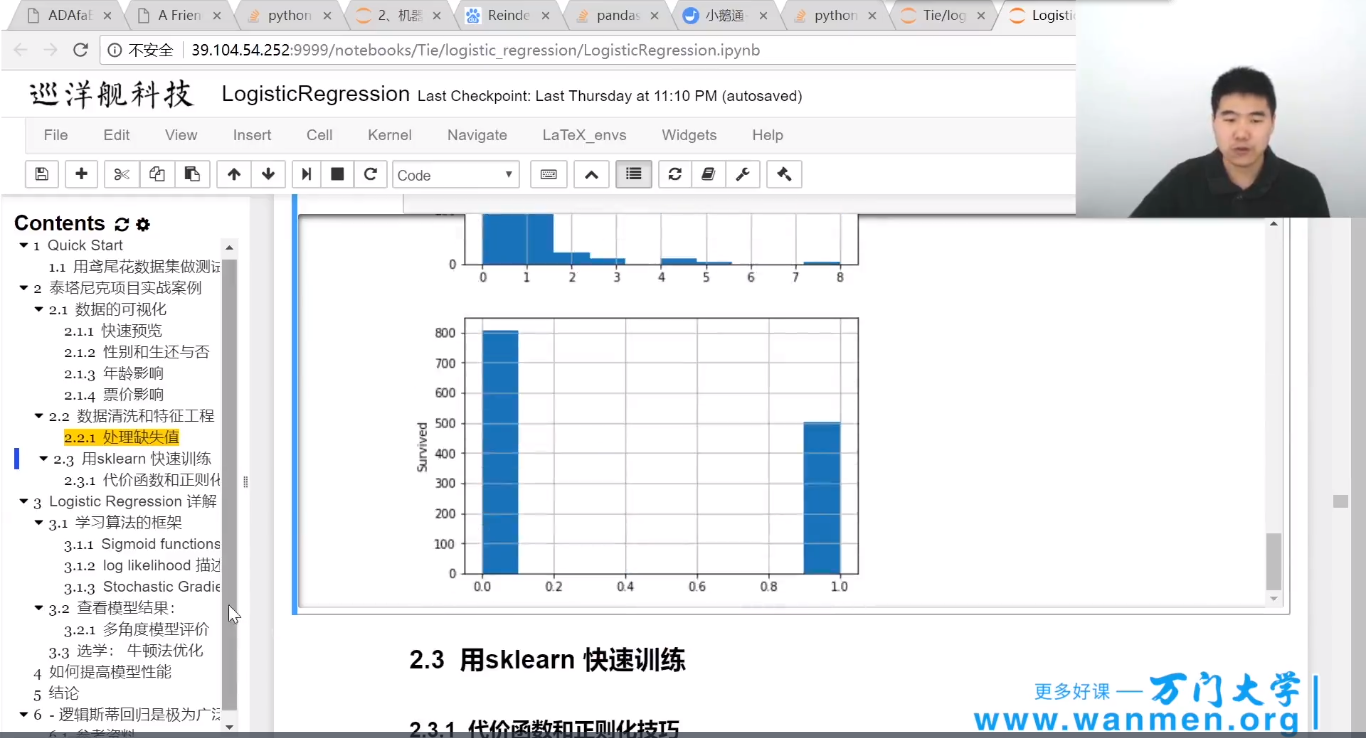 ADAfaE
A Frien
python
2、机器
Reinde
pandas
小鹅通
python
Tie/log
Logistic
不安全
39.104.54.252:9999/notebooks/Tie/logistic_regression/LogisticRegression.ipynb
巡洋舰科技
LogisticRegression Last Checkpoint: Last Thursday at 11:10 PM (autosaved)
File Edit View Insert Cell Kernel Navigate LaTeX_envs Widgets Help
Code
Contents
1 Quick Start
1.1 用鸢尾花数据集做测试
2 泰塔尼克项目实战案例
2.1 数据的可视化
2.1.1 快速预览
2.1.2 性别和生还与否
2.1.3 年龄影响
2.1.4 票价影响
2.2 数据清洗和特征工程
2.2.1 处理缺失值
2.3 用sklearn 快速训练
2.3.1 代价函数和正则化
3 Logistic Regression 详解
3.1 学习算法的框架
3.1.1 Sigmoid functions
3.1.2 log likelihood 描述
3.1.3 Stochastic Gradie
3.2 查看模型结果：
3.2.1 多角度模型评价
3.3 选学： 牛顿法优化
4 如何提高模型性能
5 结论
6 - 逻辑斯蒂回归是极为广泛
6.1 参考资料
0
0 1 2 3 4 5 6 7 8
800
700
600
500
400
300
200
100
0
Survived
0.0 0.2 0.4 0.6 0.8 1.0
2.3 用sklearn 快速训练
2.3.1 代价函数和正则化技巧
更多好课 — 万门大学
www.wanmen.org